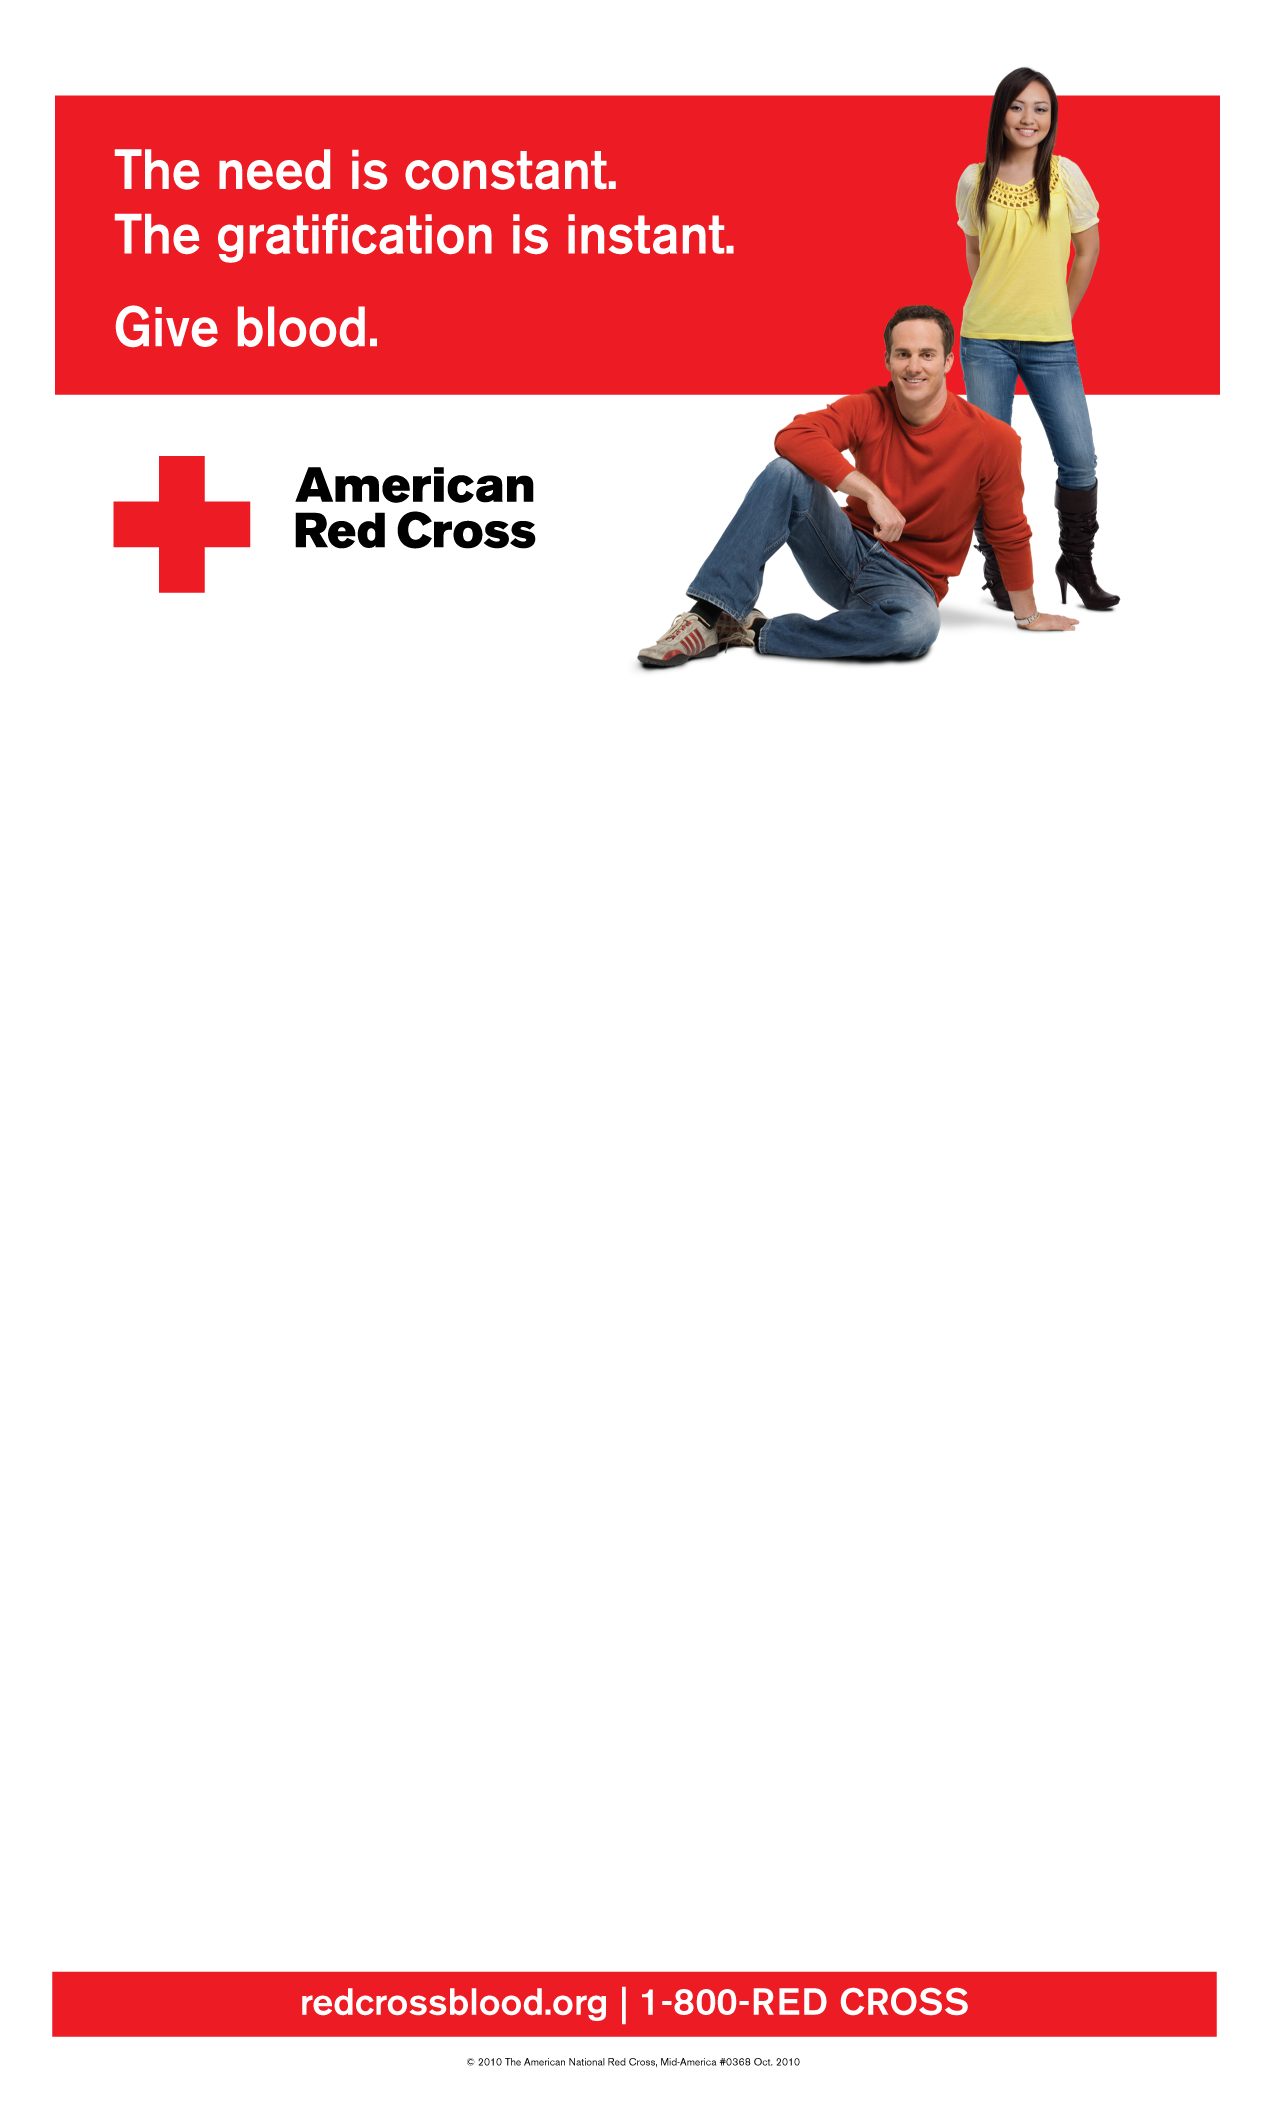 The need is constant.
The gratification is instant.
Give blood.
American
Red Cross
redcrossblood.org | 1-800-RED CROSS
© 2010 The American National Red Cross, Mid-America #0368 Oct. 2010